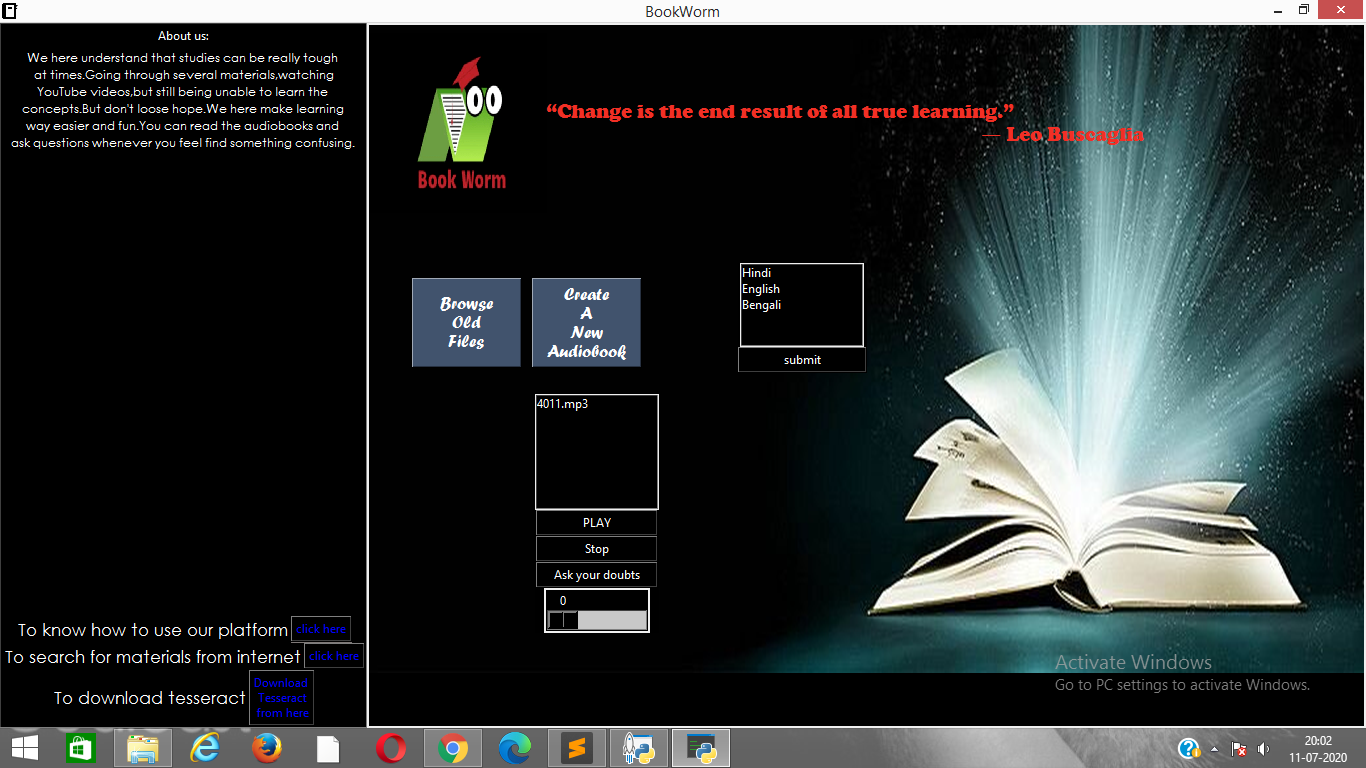 BookWorm
About us:
We here understand that studies can be really tough
at times.Going through several materials,watching
YouTube videos,but still being unable to learn the
concepts.But don't loose hope.We here make learning
way easier and fun.You can read the audiobooks and
ask questions whenever you feel find something confusing.
Book Worm
“Change is the end result of all true learning.”
— Leo Buscaglia
Browse
Old
Files
Create
A
New
Audiobook
Hindi
English
Bengali
submit
4011.mp3
PLAY
Stop
Ask your doubts
0
To know how to use our platform click here
To search for materials from internet click here
To download tesseract
Download
Tesseract
from here
Activate Windows
Go to PC settings to activate Windows.
20:02
11-07-2020